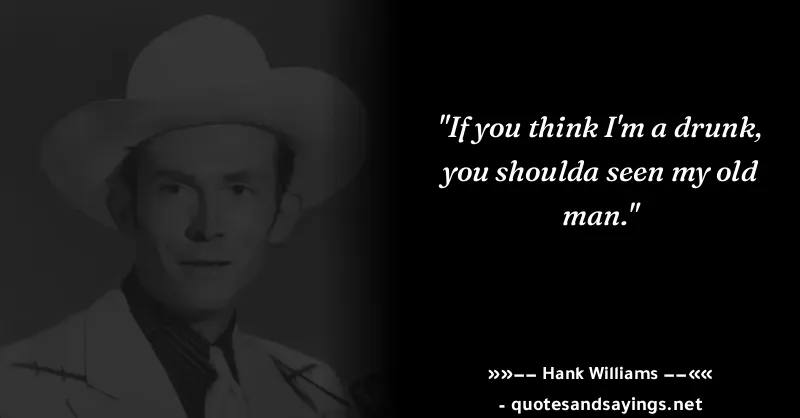 "If you think I'm a drunk,
you shoulda seen my old
man."
»»−− Hank Williams −−««
- quotesandsayings.net